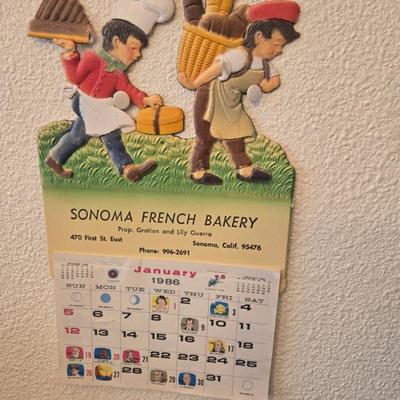 SONOMA FRENCH BAKERY
Prop. Gratien and Lily Guerra
470 First St. East Sonoma, Calif. 95476
Phone: 996-2691
January
1986
SUN MON TUE WED THU FRI SAT
1 2 3 4
5 6 7 8 9 10 11
12 13 14 15 16 17 18
19 20 21 22 23 24 25
26 27 28 29 30 31